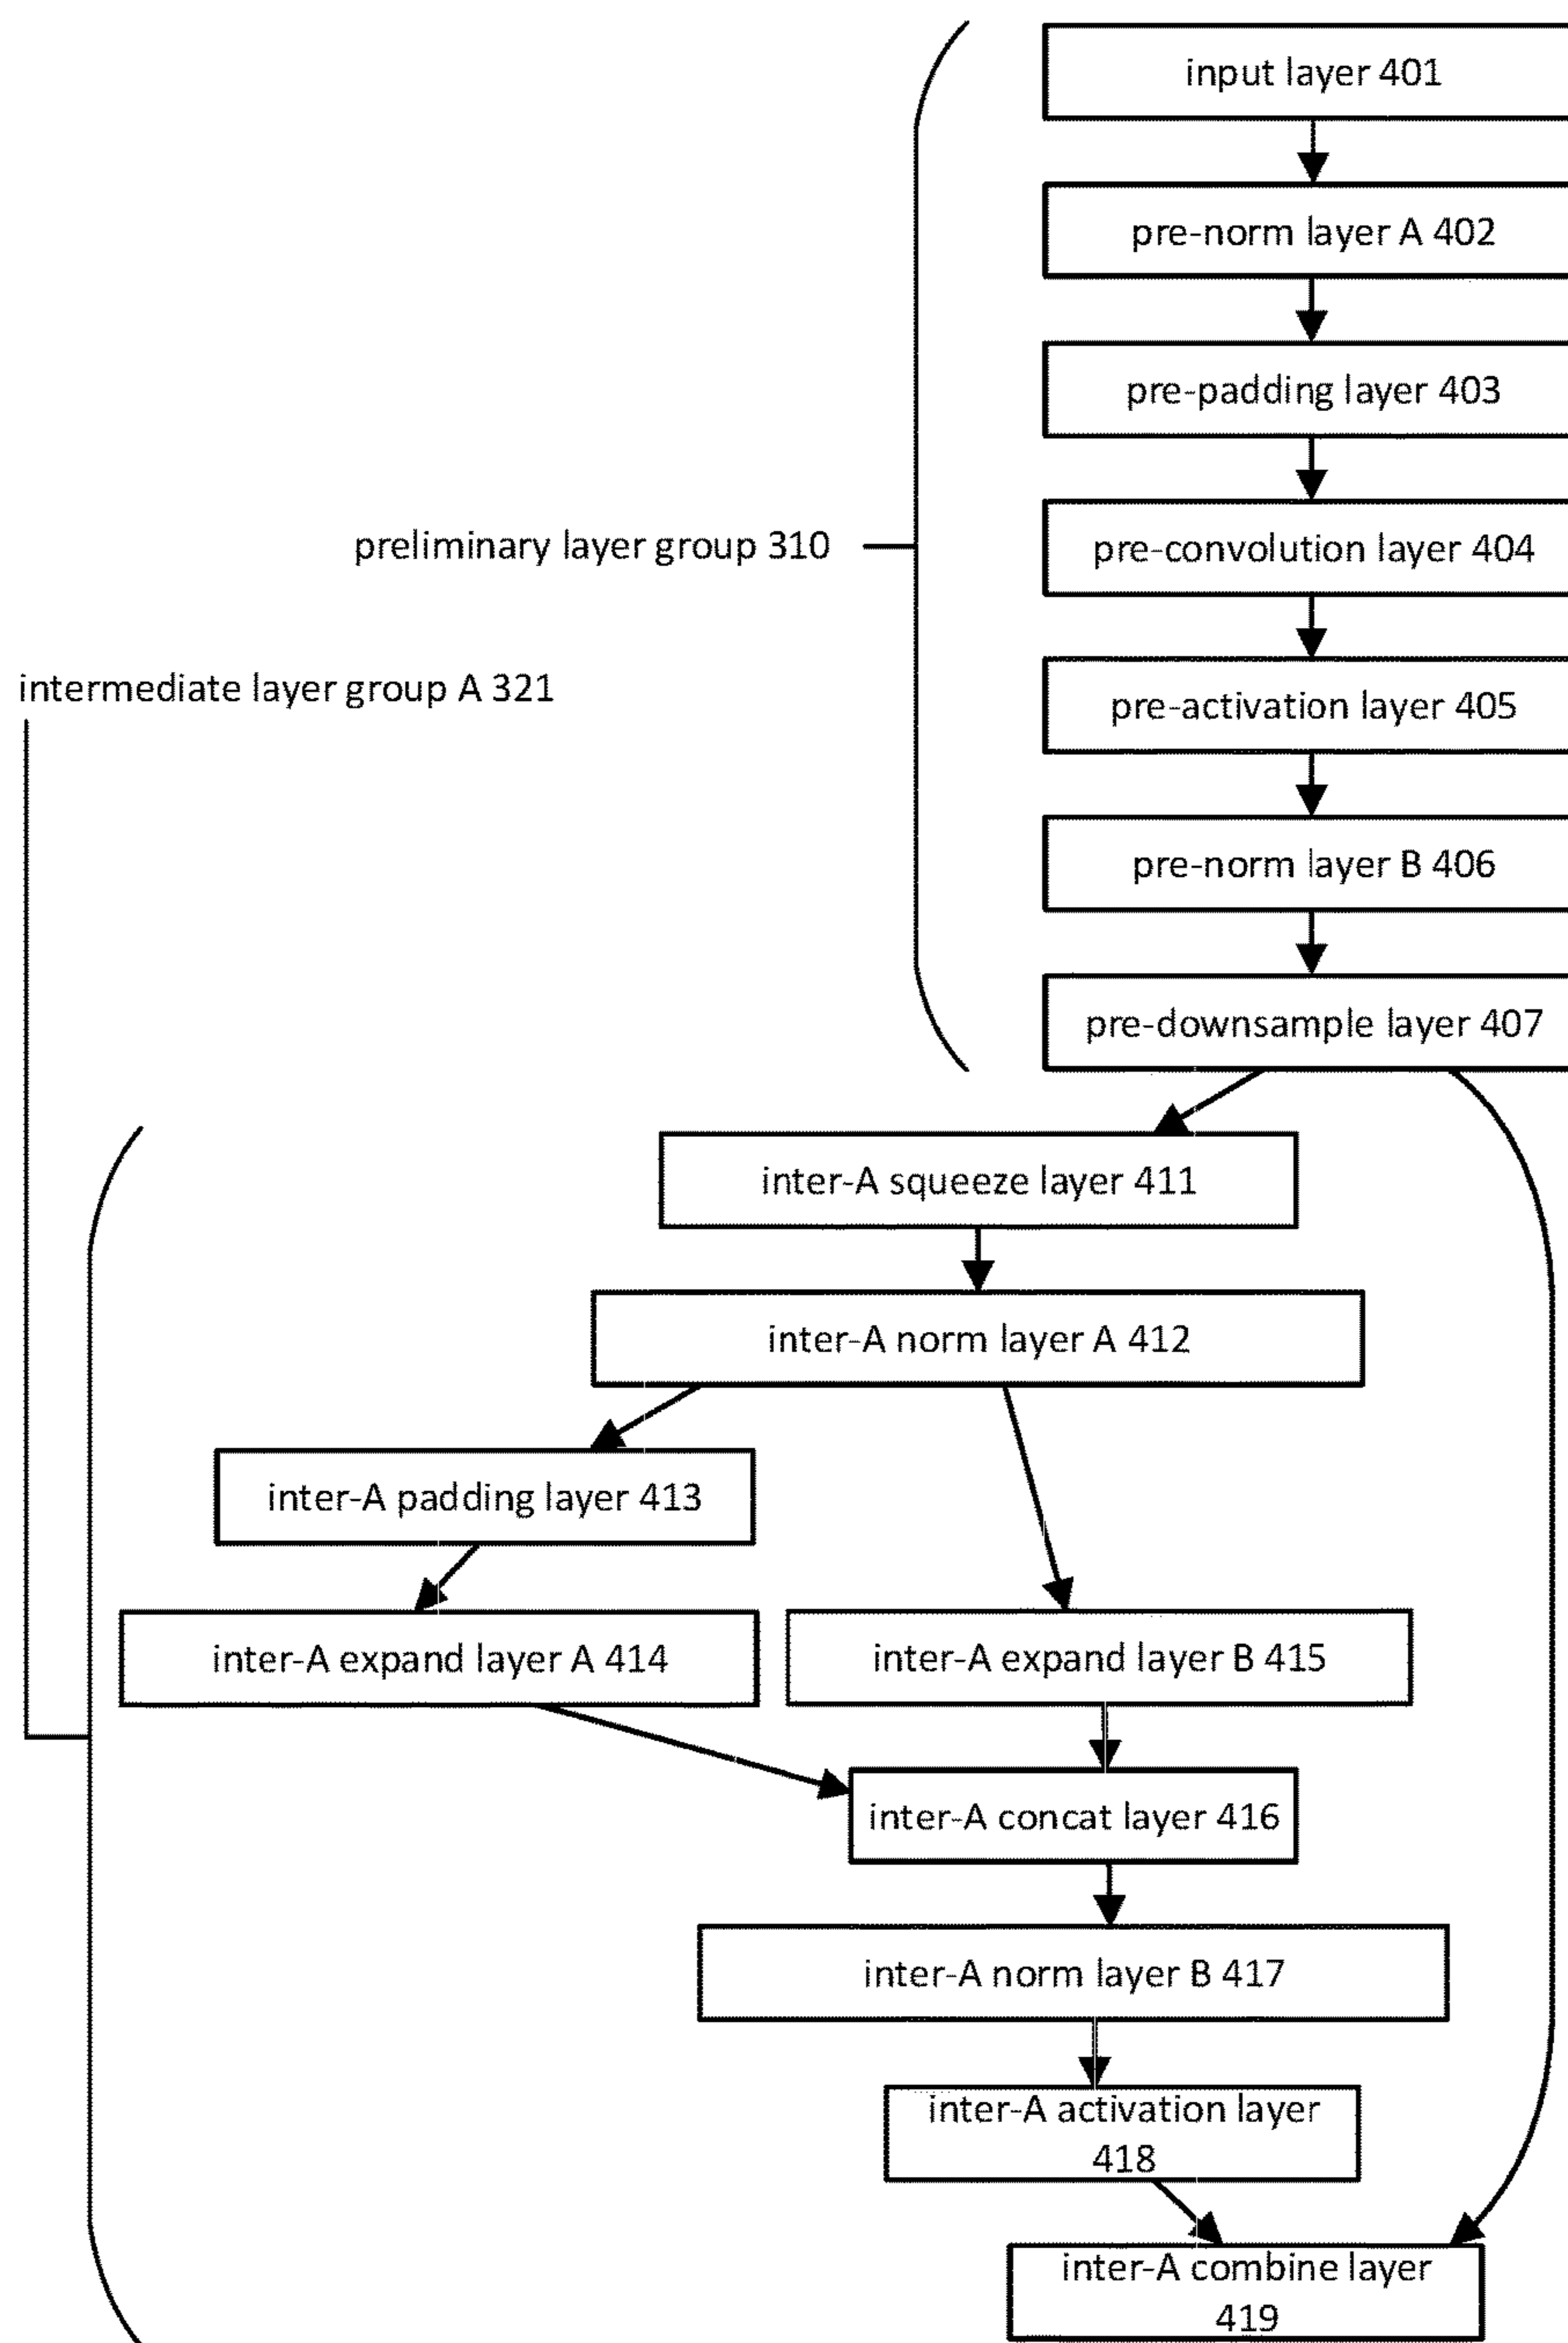 input layer 401
pre-norm layer A 402
pre-padding layer 403
pre-convolution layer 404
preliminary layer group 310
intermediate layer group A 321
pre-activation layer 405
pre-norm layer B 406
pre-downsample layer 407
inter-A squeeze layer 411
inter-A norm layer A 412
inter-A padding layer 413
inter-A expand layer A 414
inter-A expand layer B 415
inter-A concat layer 416
inter-A norm layer B 417
inter-A activation layer
418
inter-A combine layer
419